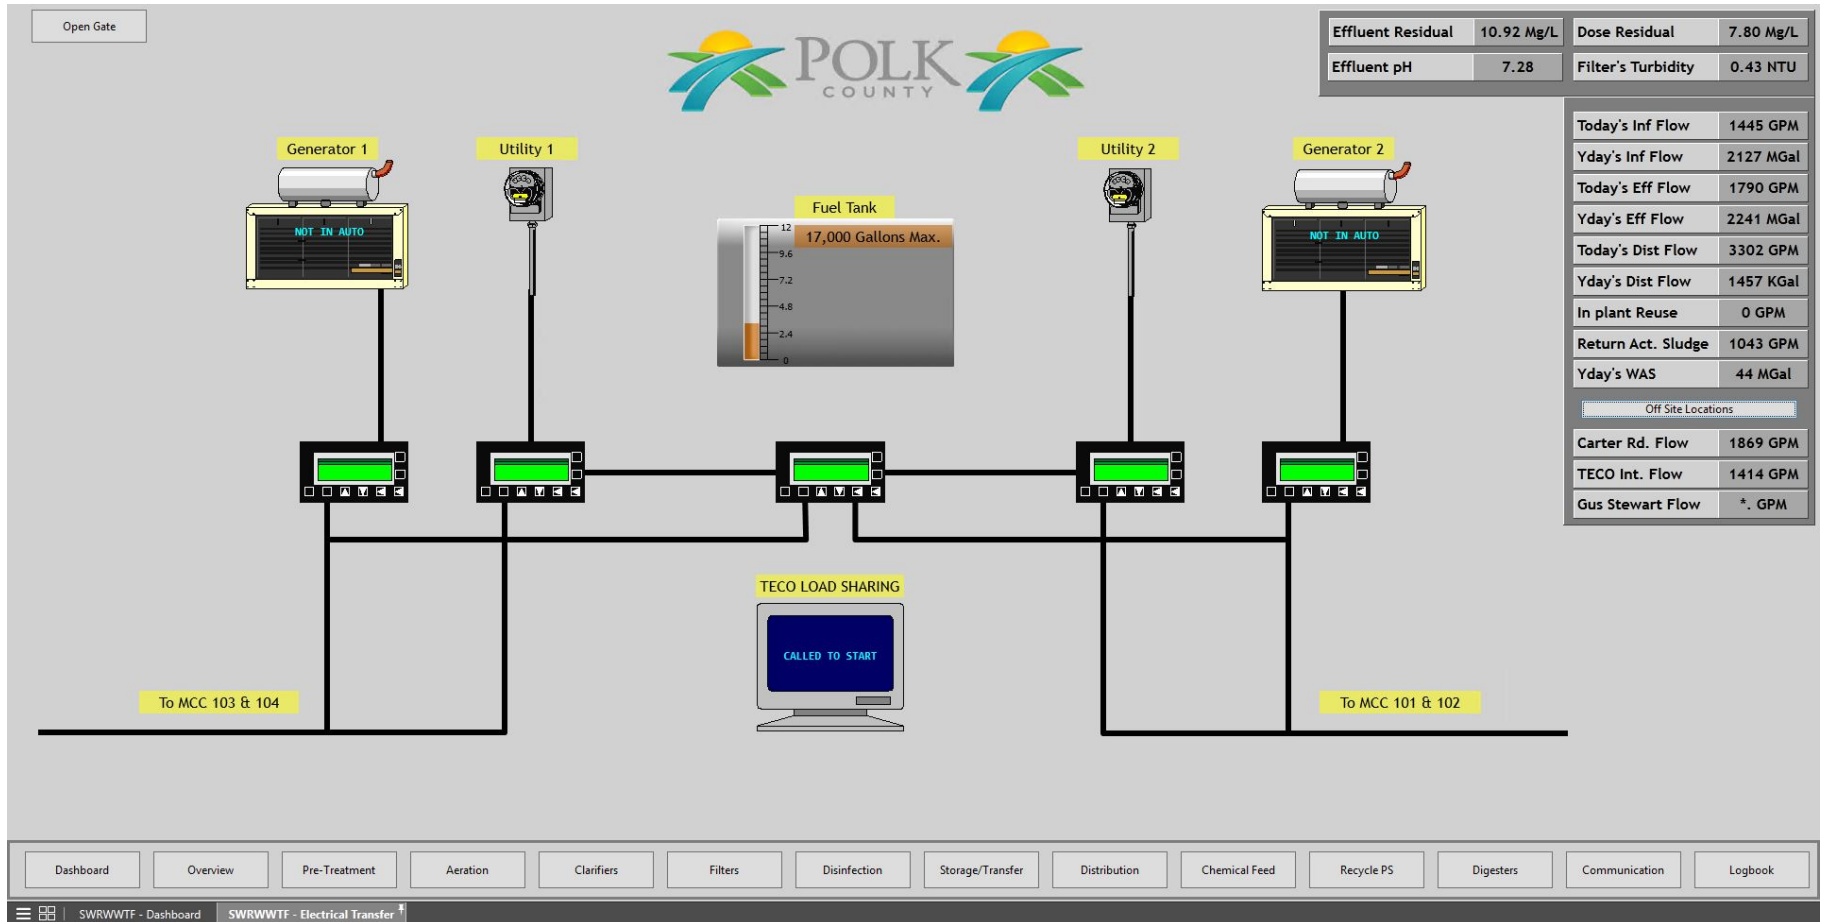 Open Gate
POLK
COUNTY
Effluent Residual 10.92 Mg/L Dose Residual 7.80 Mg/L
Effluent pH 7.28 Filter's Turbidity 0.43 NTU
Today's Inf Flow 1445 GPM
Yday's Inf Flow 2127 MGal
Today's Eff Flow 1790 GPM
Yday's Eff Flow 2241 MGal
Today's Dist Flow 3302 GPM
Yday's Dist Flow 1457 KGal
In plant Reuse 0 GPM
Return Act. Sludge 1043 GPM
Yday's WAS 44 MGal
Off Site Locations
Carter Rd. Flow 1869 GPM
TECO Int. Flow 1414 GPM
Gus Stewart Flow *. GPM
Generator 1
Utility 1
Utility 2
Generator 2
NOT IN AUTO
NOT IN AUTO
Fuel Tank
17,000 Gallons Max.
12
9.6
7.2
4.8
2.4
0
TECO LOAD SHARING
CALLED TO START
To MCC 103 & 104
To MCC 101 & 102
Dashboard Overview Pre-Treatment Aeration Clarifiers Filters Disinfection Storage/Transfer Distribution Chemical Feed Recycle PS Digesters Communication Logbook
SWRWWTF - Dashboard SWRWWTF - Electrical Transfer